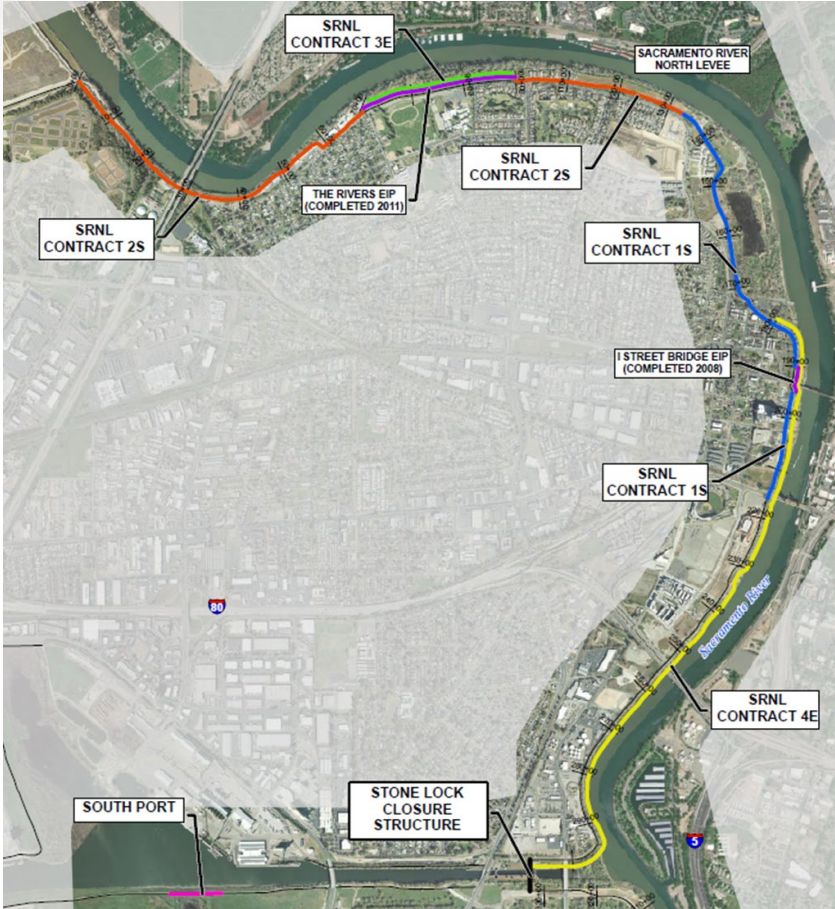 SRNL
CONTRACT 3E
SACRAMENTO RIVER
NORTH LEVEE
SRNL
CONTRACT 2S
THE RIVERS EIP
(COMPLETED 2011)
SRNL
CONTRACT 2S
SRNL
CONTRACT 1S
I STREET BRIDGE EIP
(COMPLETED 2008)
190+00
SRNL
CONTRACT 1S
80
Sacramento River
SRNL
CONTRACT 4E
STONE LOCK
CLOSURE
STRUCTURE
SOUTH PORT
5